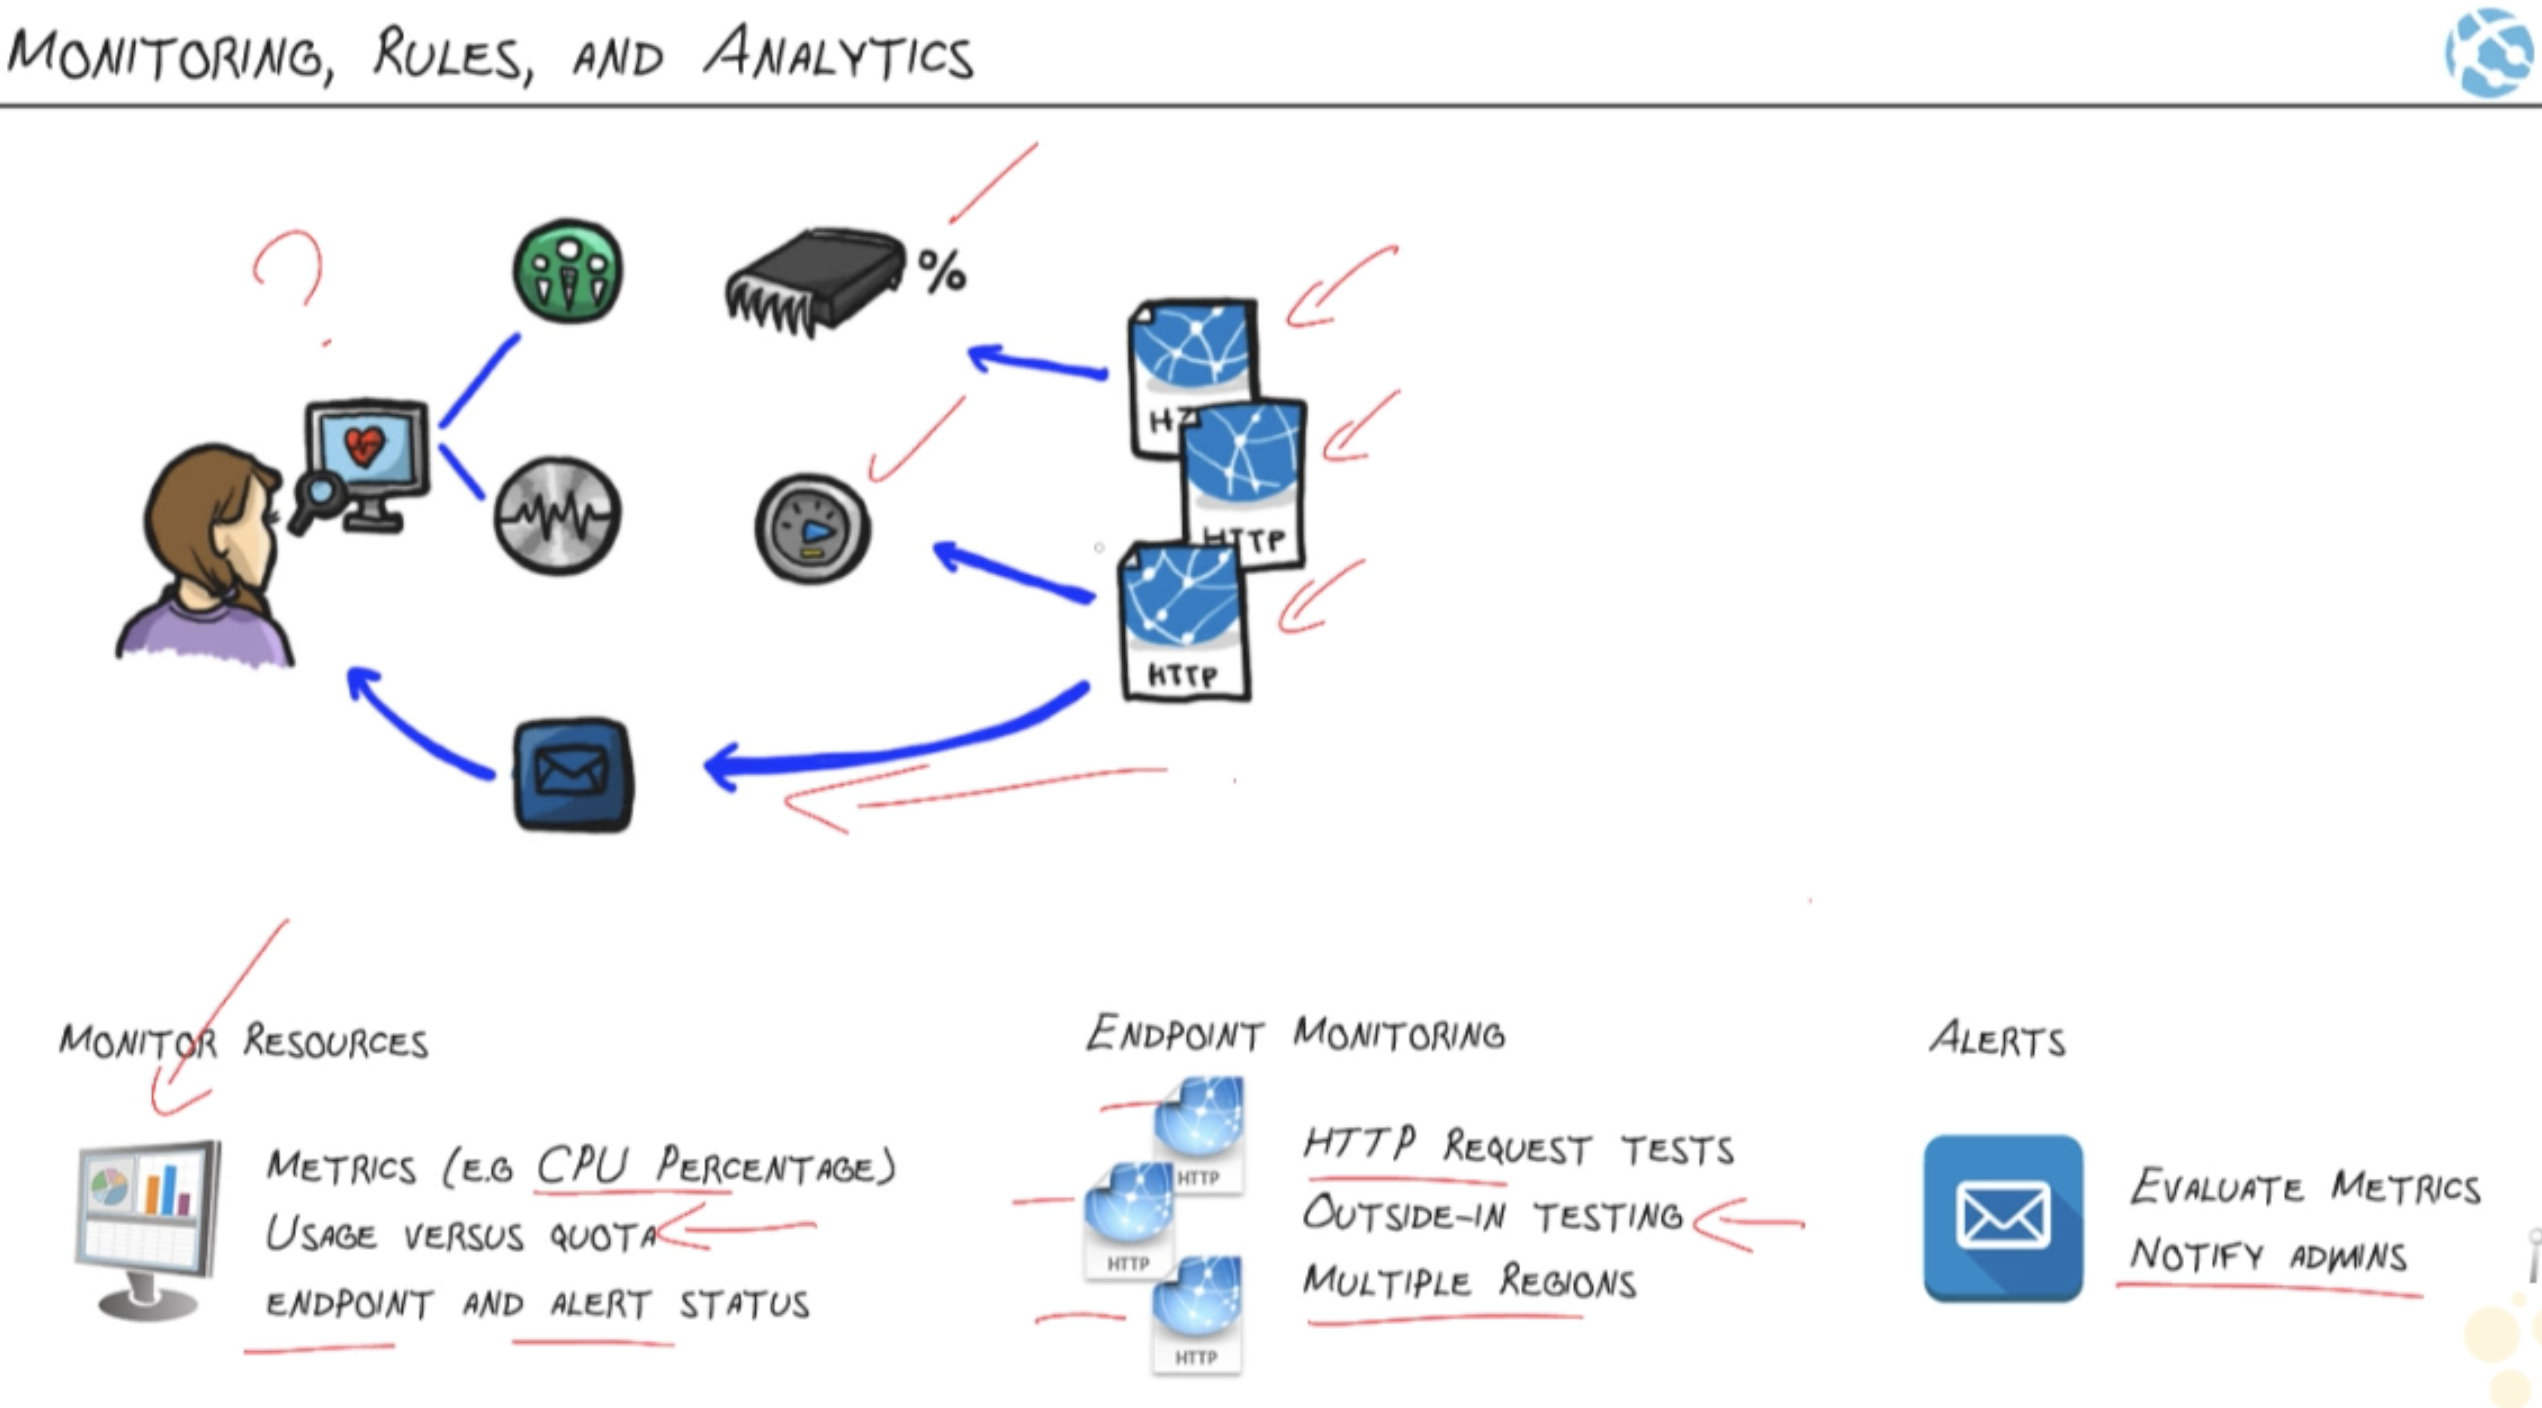 Monitoring, Rules, and Analytics
%
HTTP
HTTP
Monitor Resources
Metrics (e.g CPU Percentage)
Usage versus quota
endpoint and alert status
Endpoint Monitoring
HTTP
HTTP
HTTP
HTTP Request tests
Outside-in testing
Multiple Regions
Alerts
Evaluate Metrics
Notify admins